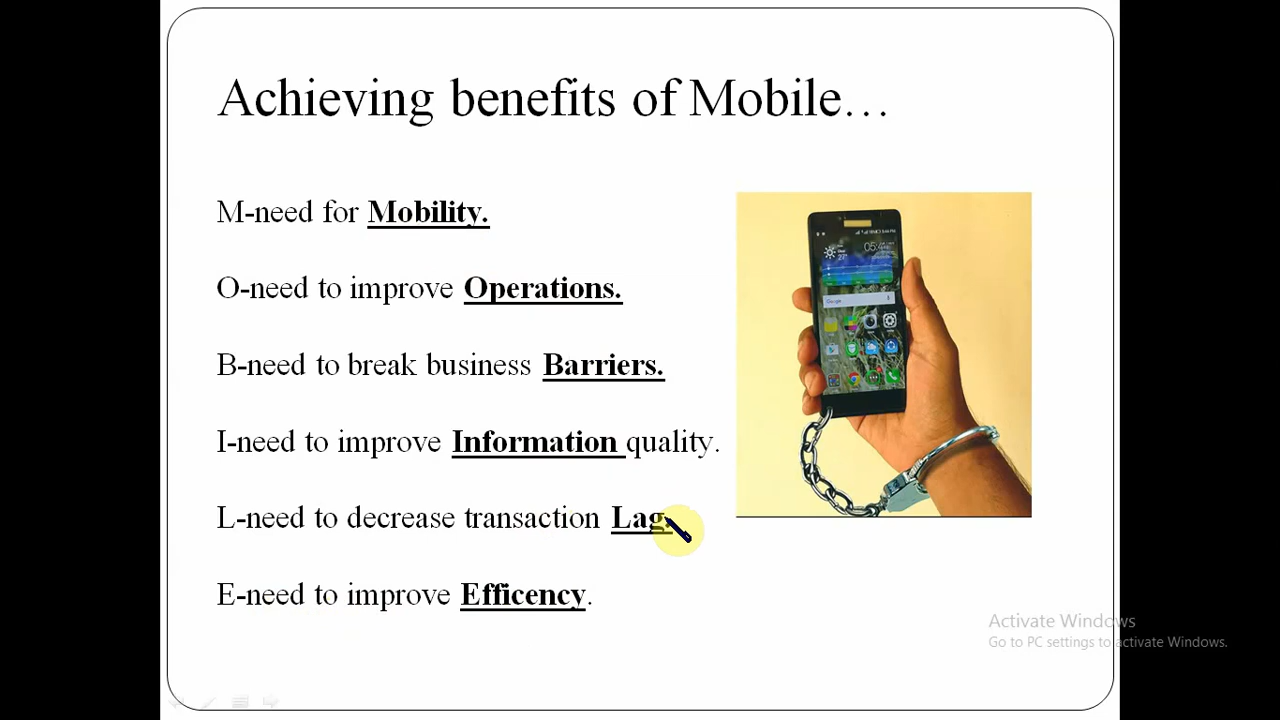 Achieving benefits of Mobile…
M-need for Mobility.
O-need to improve Operations.
B-need to break business Barriers.
I-need to improve Information quality.
L-need to decrease transaction Lag.
E-need to improve Efficency.
Google
Activate Windows
Go to PC settings to activate Windows.